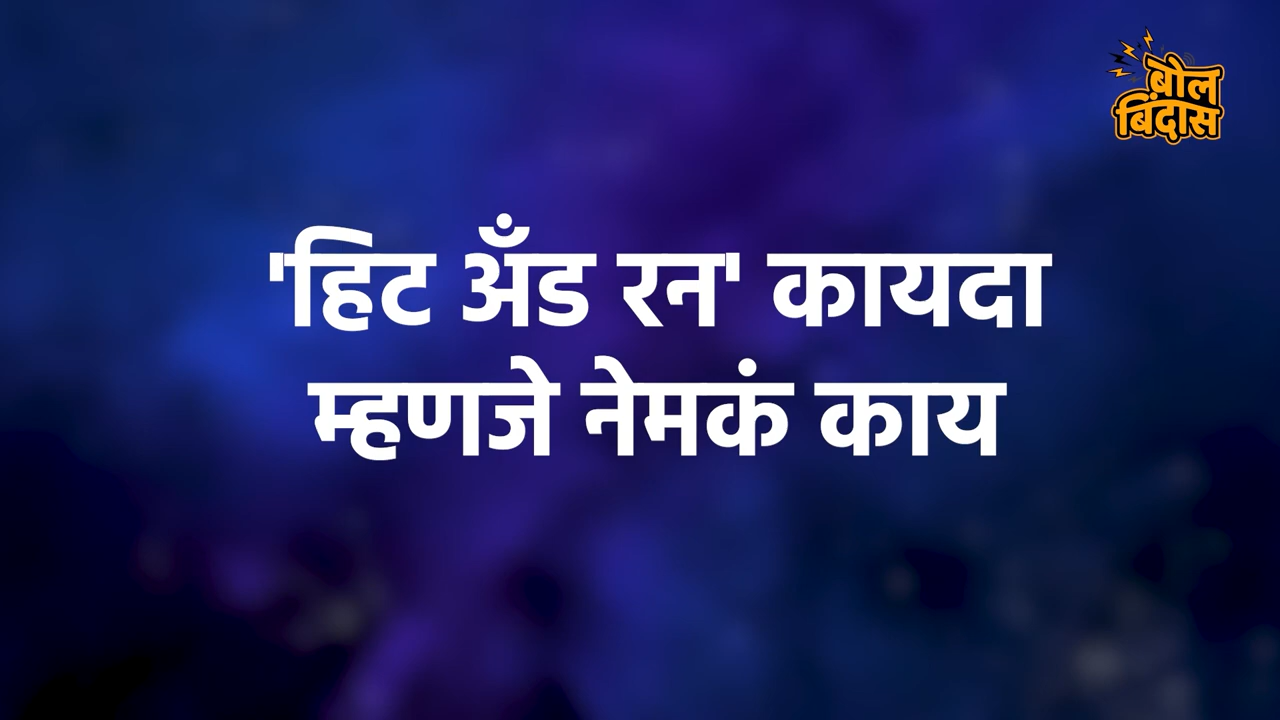 बोल
बिंदास
'हिट अँड रन' कायदा
म्हणजे नेमकं काय